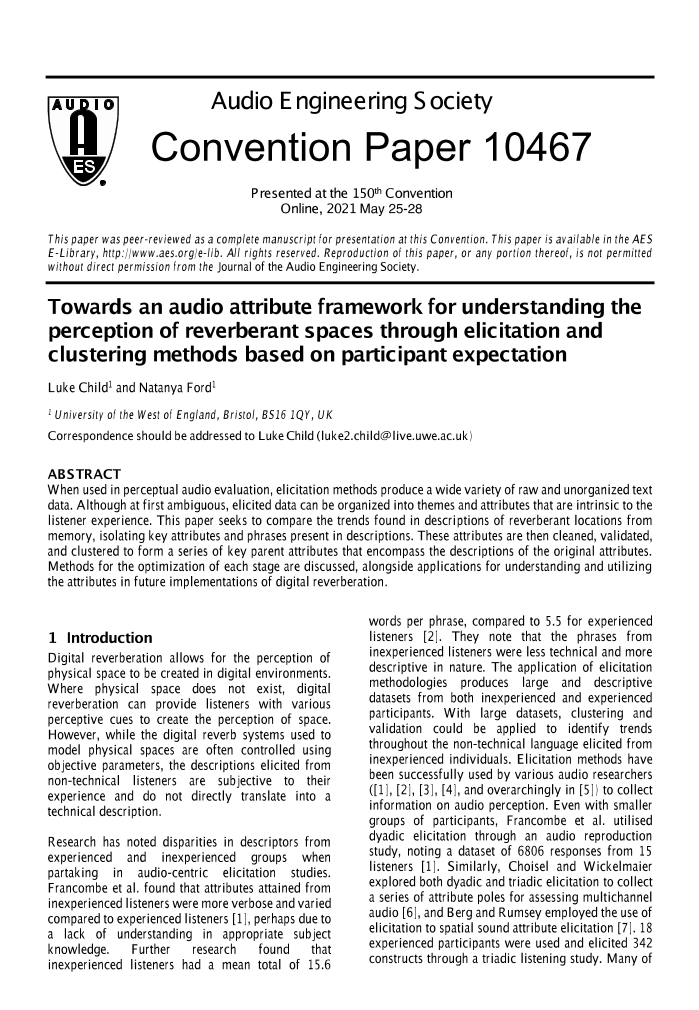 AUDIO
AES
Audio Engineering Society
Convention Paper 10467
Presented at the 150th Convention
Online, 2021 May 25-28
This paper was peer-reviewed as a complete manuscript for presentation at this Convention. This paper is available in the AES
E-Library, http://www.aes.org/e-lib. All rights reserved. Reproduction of this paper, or any portion thereof, is not permitted
without direct permission from the Journal of the Audio Engineering Society.
Towards an audio attribute framework for understanding the
perception of reverberant spaces through elicitation and
clustering methods based on participant expectation
Luke Child1 and Natanya Ford1
1 University of the West of England, Bristol, BS16 1QY, UK
Correspondence should be addressed to Luke Child (luke2.child@live.uwe.ac.uk)
ABSTRACT
When used in perceptual audio evaluation, elicitation methods produce a wide variety of raw and unorganized text
data. Although at first ambiguous, elicited data can be organized into themes and attributes that are intrinsic to the
listener experience. This paper seeks to compare the trends found in descriptions of reverberant locations from
memory, isolating key attributes and phrases present in descriptions. These attributes are then cleaned, validated,
and clustered to form a series of key parent attributes that encompass the descriptions of the original attributes.
Methods for the optimization of each stage are discussed, alongside applications for understanding and utilizing
the attributes in future implementations of digital reverberation.
1 Introduction
Digital reverberation allows for the perception of
physical space to be created in digital environments.
Where physical space does not exist, digital
reverberation can provide listeners with various
perceptive cues to create the perception of space.
However, while the digital reverb systems used to
model physical spaces are often controlled using
objective parameters, the descriptions elicited from
non-technical listeners are subjective to their
experience and do not directly translate into a
technical description.
Research has noted disparities in descriptors from
experienced and inexperienced groups when
partaking in audio-centric elicitation studies.
Francombe et al. found that attributes attained from
inexperienced listeners were more verbose and varied
compared to experienced listeners [1], perhaps due to
a lack of understanding in appropriate subject
knowledge. Further research found that
inexperienced listeners had a mean total of 15.6
words per phrase, compared to 5.5 for experienced
listeners [2]. They note that the phrases from
inexperienced listeners were less technical and more
descriptive in nature. The application of elicitation
methodologies produces large and descriptive
datasets from both inexperienced and experienced
participants. With large datasets, clustering and
validation could be applied to identify trends
throughout the non-technical language elicited from
inexperienced individuals. Elicitation methods have
been successfully used by various audio researchers
([1], [2], [3], [4], and overarchingly in [5]) to collect
information on audio perception. Even with smaller
groups of participants, Francombe et al. utilised
dyadic elicitation through an audio reproduction
study, noting a dataset of 6806 responses from 15
listeners [1]. Similarly, Choisel and Wickelmaier
explored both dyadic and triadic elicitation to collect
a series of attribute poles for assessing multichannel
audio [6], and Berg and Rumsey employed the use of
elicitation to spatial sound attribute elicitation [7]. 18
experienced participants were used and elicited 342
constructs through a triadic listening study. Many of